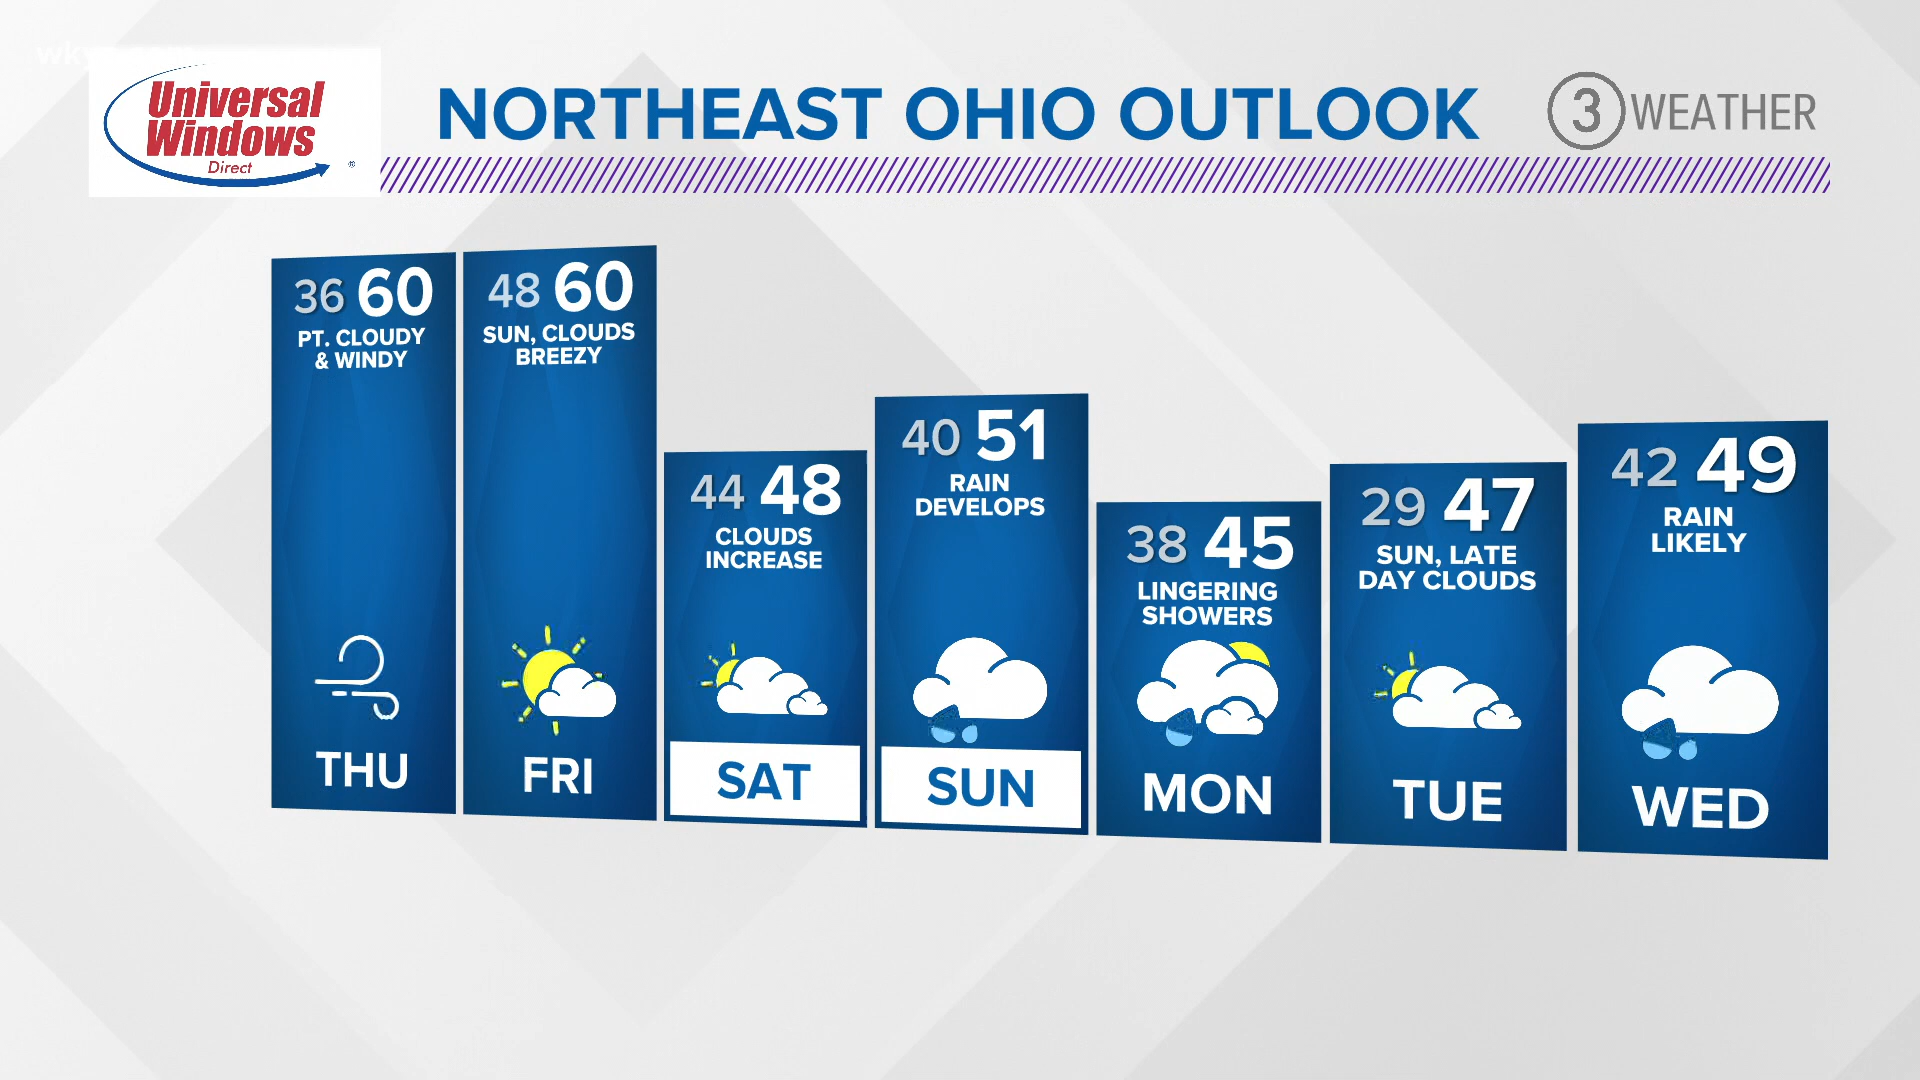 Universal
Windows
Direct
®
NORTHEAST OHIO OUTLOOK
3 WEATHER
36 60
PT. CLOUDY
& WINDY
THU
48 60
SUN, CLOUDS
BREEZY
FRI
44 48
CLOUDS
INCREASE
SAT
40 51
RAIN
DEVELOPS
SUN
38 45
LINGERING
SHOWERS
MON
29 47
SUN, LATE
DAY CLOUDS
TUE
42 49
RAIN
LIKELY
WED